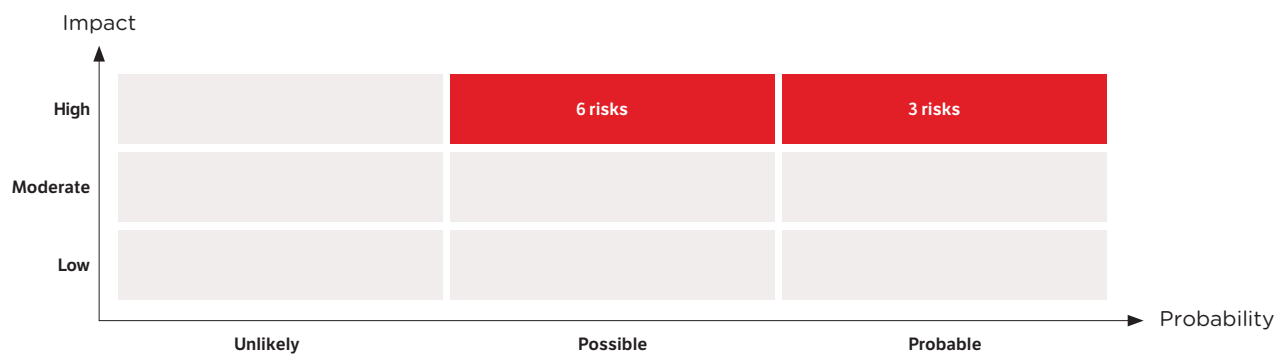 Impact
High
6 risks
3 risks
Moderate
Low
Probability
Unlikely
Possible
Probable